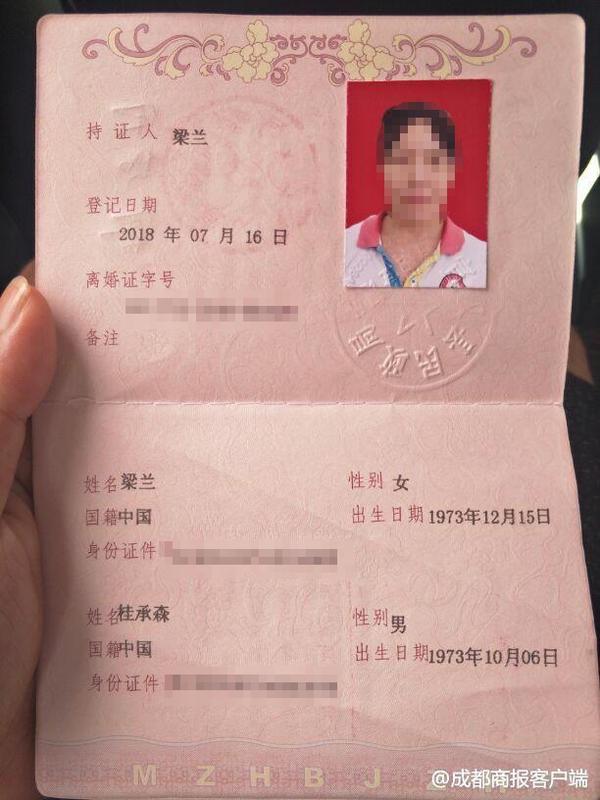 持证人 梁兰
登记日期
2018 年 07 月 16 日
离婚证字号
备注
民政局
姓名 梁兰 性别 女
国籍 中国 出生日期 1973年12月15日
身份证件
姓名 桂承森 性别 男
国籍 中国 出生日期 1973年10月06日
身份证件
M Z H B J Z
@成都商报客户端